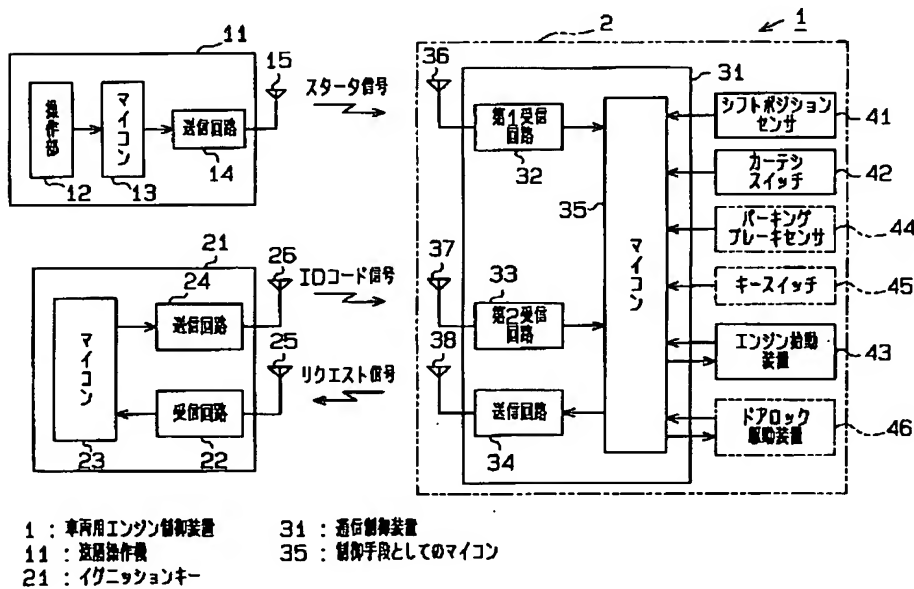 11
操作部
12
マイコン
13
送信回路
14
15
スタータ信号
2
1
36
31
第1受信
回路
32
35
マイコン
シフトポジション
センサ
41
カーテシ
スイッチ
42
パーキング
ブレーキセンサ
44
キースイッチ
45
エンジン始動
装置
43
ドアロック
駆動装置
46
21
24
送信回路
26
IDコード信号
マイコン
23
受信回路
22
25
リクエスト信号
37
33
第2受信
回路
38
送信回路
34
1：車両用エンジン制御装置
11：遠隔操作機
21：イグニッションキー
31：通信制御装置
35：制御手段としてのマイコン